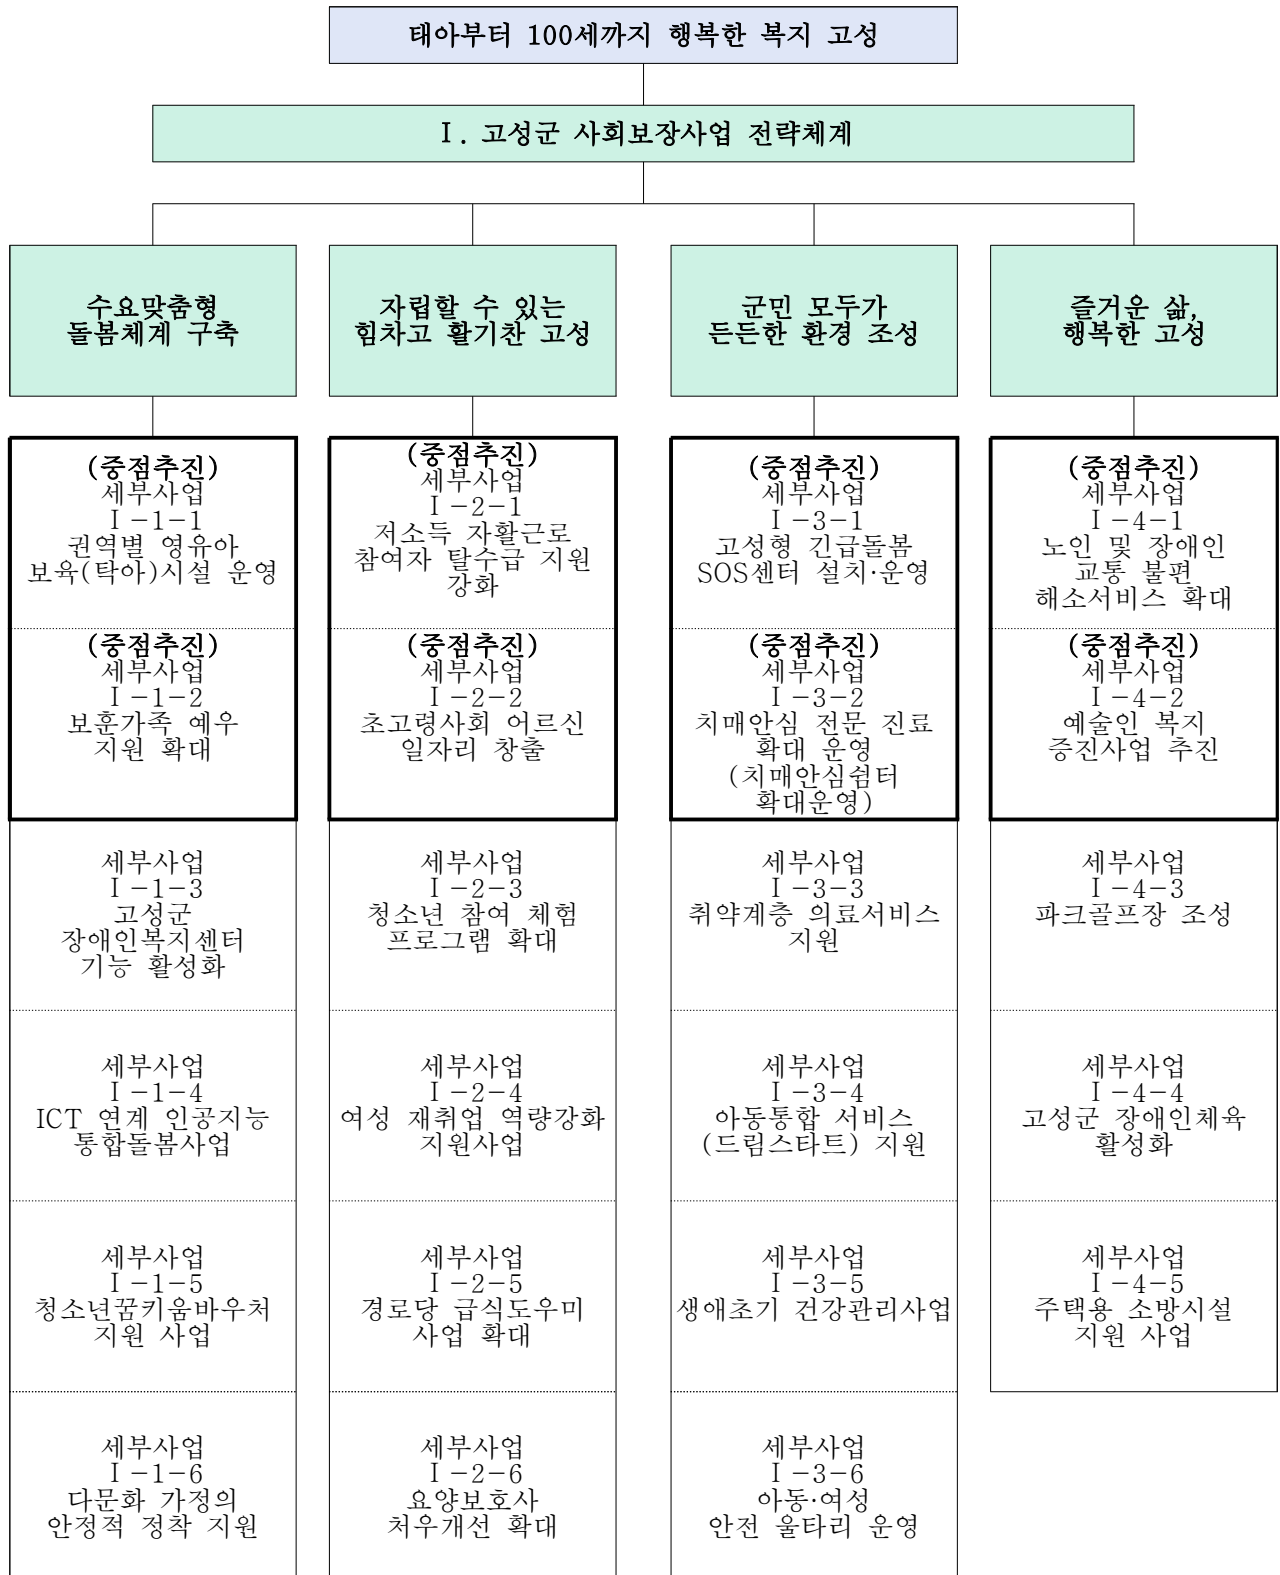 태아부터 100세까지 행복한 복지 고성
Ⅰ. 고성군 사회보장사업 전략체계
수요맞춤형
돌봄체계 구축
자립할 수 있는
힘차고 활기찬 고성
군민 모두가
든든한 환경 조성
즐거운 삶,
행복한 고성
(중점추진)
세부사업
Ⅰ-1-1
권역별 영유아
보육(탁아)시설 운영
(중점추진)
세부사업
Ⅰ-2-1
저소득 자활근로
참여자 탈수급 지원
강화
(중점추진)
세부사업
Ⅰ-3-1
고성형 긴급돌봄
SOS센터 설치·운영
(중점추진)
세부사업
Ⅰ-4-1
노인 및 장애인
교통 불편
해소서비스 확대
(중점추진)
세부사업
Ⅰ-1-2
보훈가족 예우
지원 확대
(중점추진)
세부사업
Ⅰ-2-2
초고령사회 어르신
일자리 창출
(중점추진)
세부사업
Ⅰ-3-2
치매안심 전문 진료
확대 운영
(치매안심쉼터
확대운영)
(중점추진)
세부사업
Ⅰ-4-2
예술인 복지
증진사업 추진
세부사업
Ⅰ-1-3
고성군
장애인복지센터
기능 활성화
세부사업
Ⅰ-2-3
청소년 참여 체험
프로그램 확대
세부사업
Ⅰ-3-3
취약계층 의료서비스
지원
세부사업
Ⅰ-4-3
파크골프장 조성
세부사업
Ⅰ-1-4
ICT 연계 인공지능
통합돌봄사업
세부사업
Ⅰ-2-4
여성 재취업 역량강화
지원사업
세부사업
Ⅰ-3-4
아동통합 서비스
(드림스타트) 지원
세부사업
Ⅰ-4-4
고성군 장애인체육
활성화
세부사업
Ⅰ-1-5
청소년꿈키움바우처
지원 사업
세부사업
Ⅰ-2-5
경로당 급식도우미
사업 확대
세부사업
Ⅰ-3-5
생애초기 건강관리사업
세부사업
Ⅰ-4-5
주택용 소방시설
지원 사업
세부사업
Ⅰ-1-6
다문화 가정의
안정적 정착 지원
세부사업
Ⅰ-2-6
요양보호사
처우개선 확대
세부사업
Ⅰ-3-6
아동·여성
안전 울타리 운영